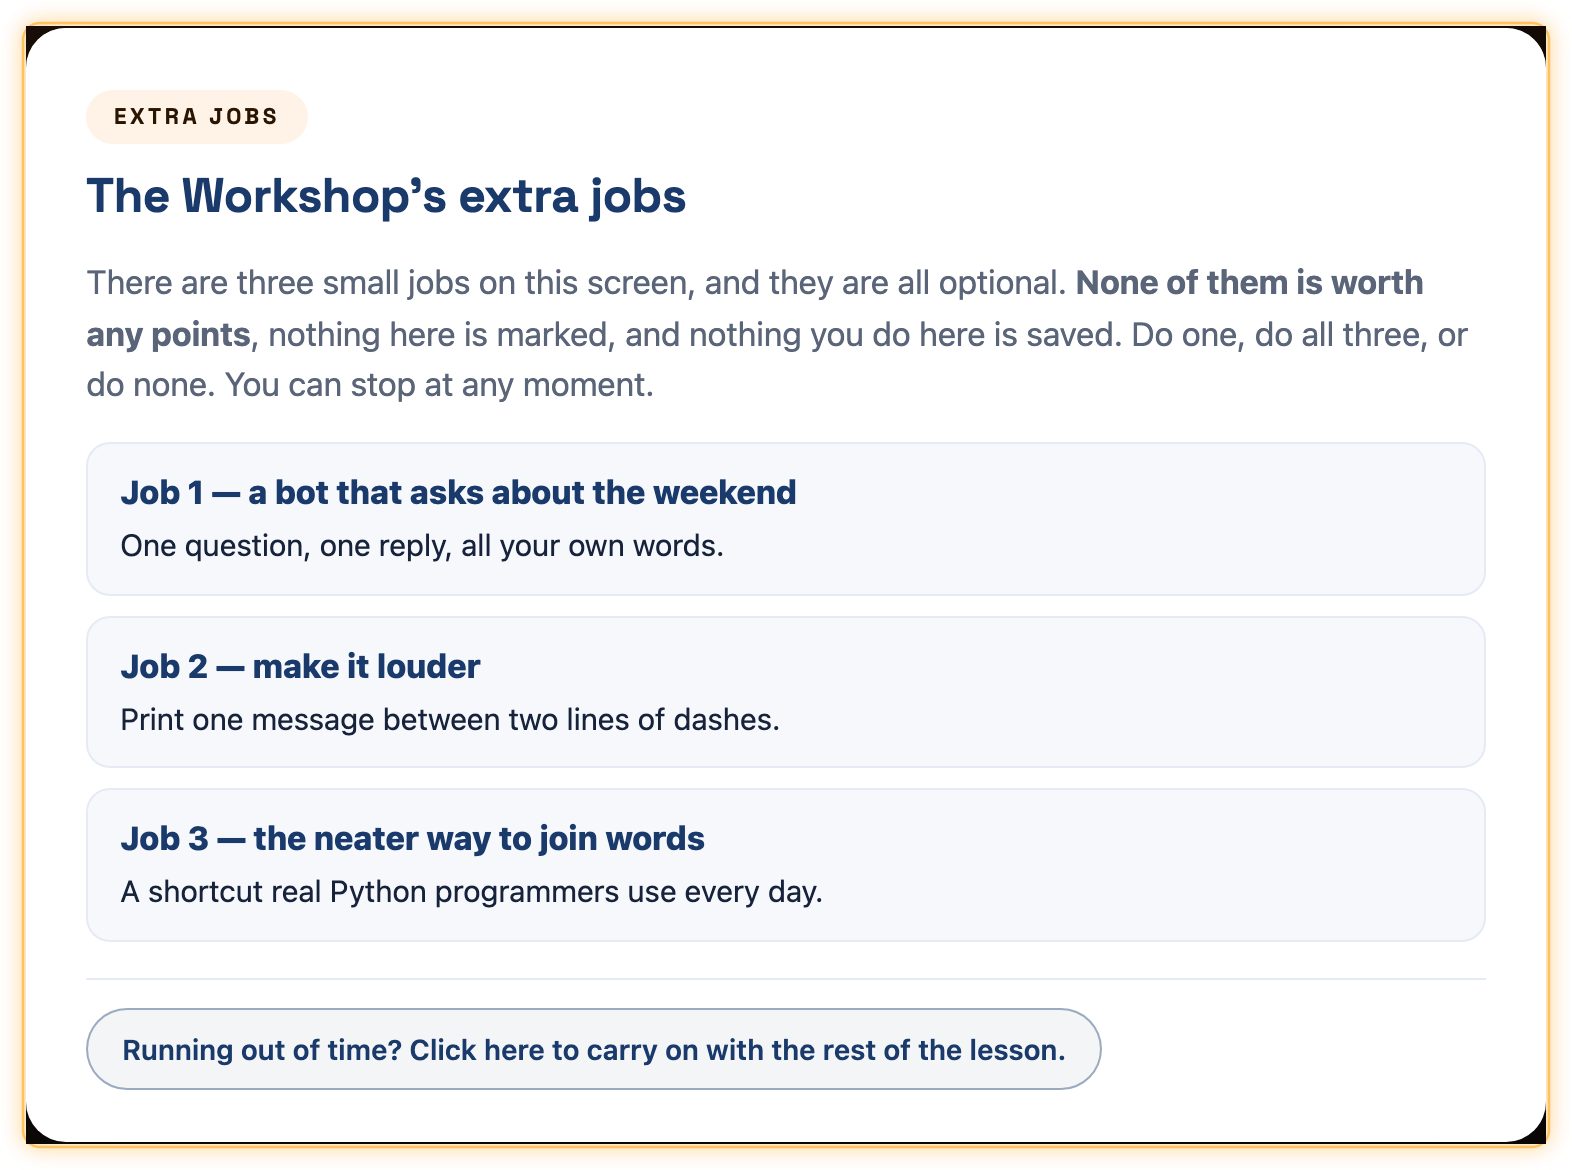 EXTRA JOBS
The Workshop’s extra jobs
There are three small jobs on this screen, and they are all optional. None of them is worth
any points, nothing here is marked, and nothing you do here is saved. Do one, do all three, or
do none. You can stop at any moment.
Job 1 — a bot that asks about the weekend
One question, one reply, all your own words.
Job 2 — make it louder
Print one message between two lines of dashes.
Job 3 — the neater way to join words
A shortcut real Python programmers use every day.
Running out of time? Click here to carry on with the rest of the lesson.